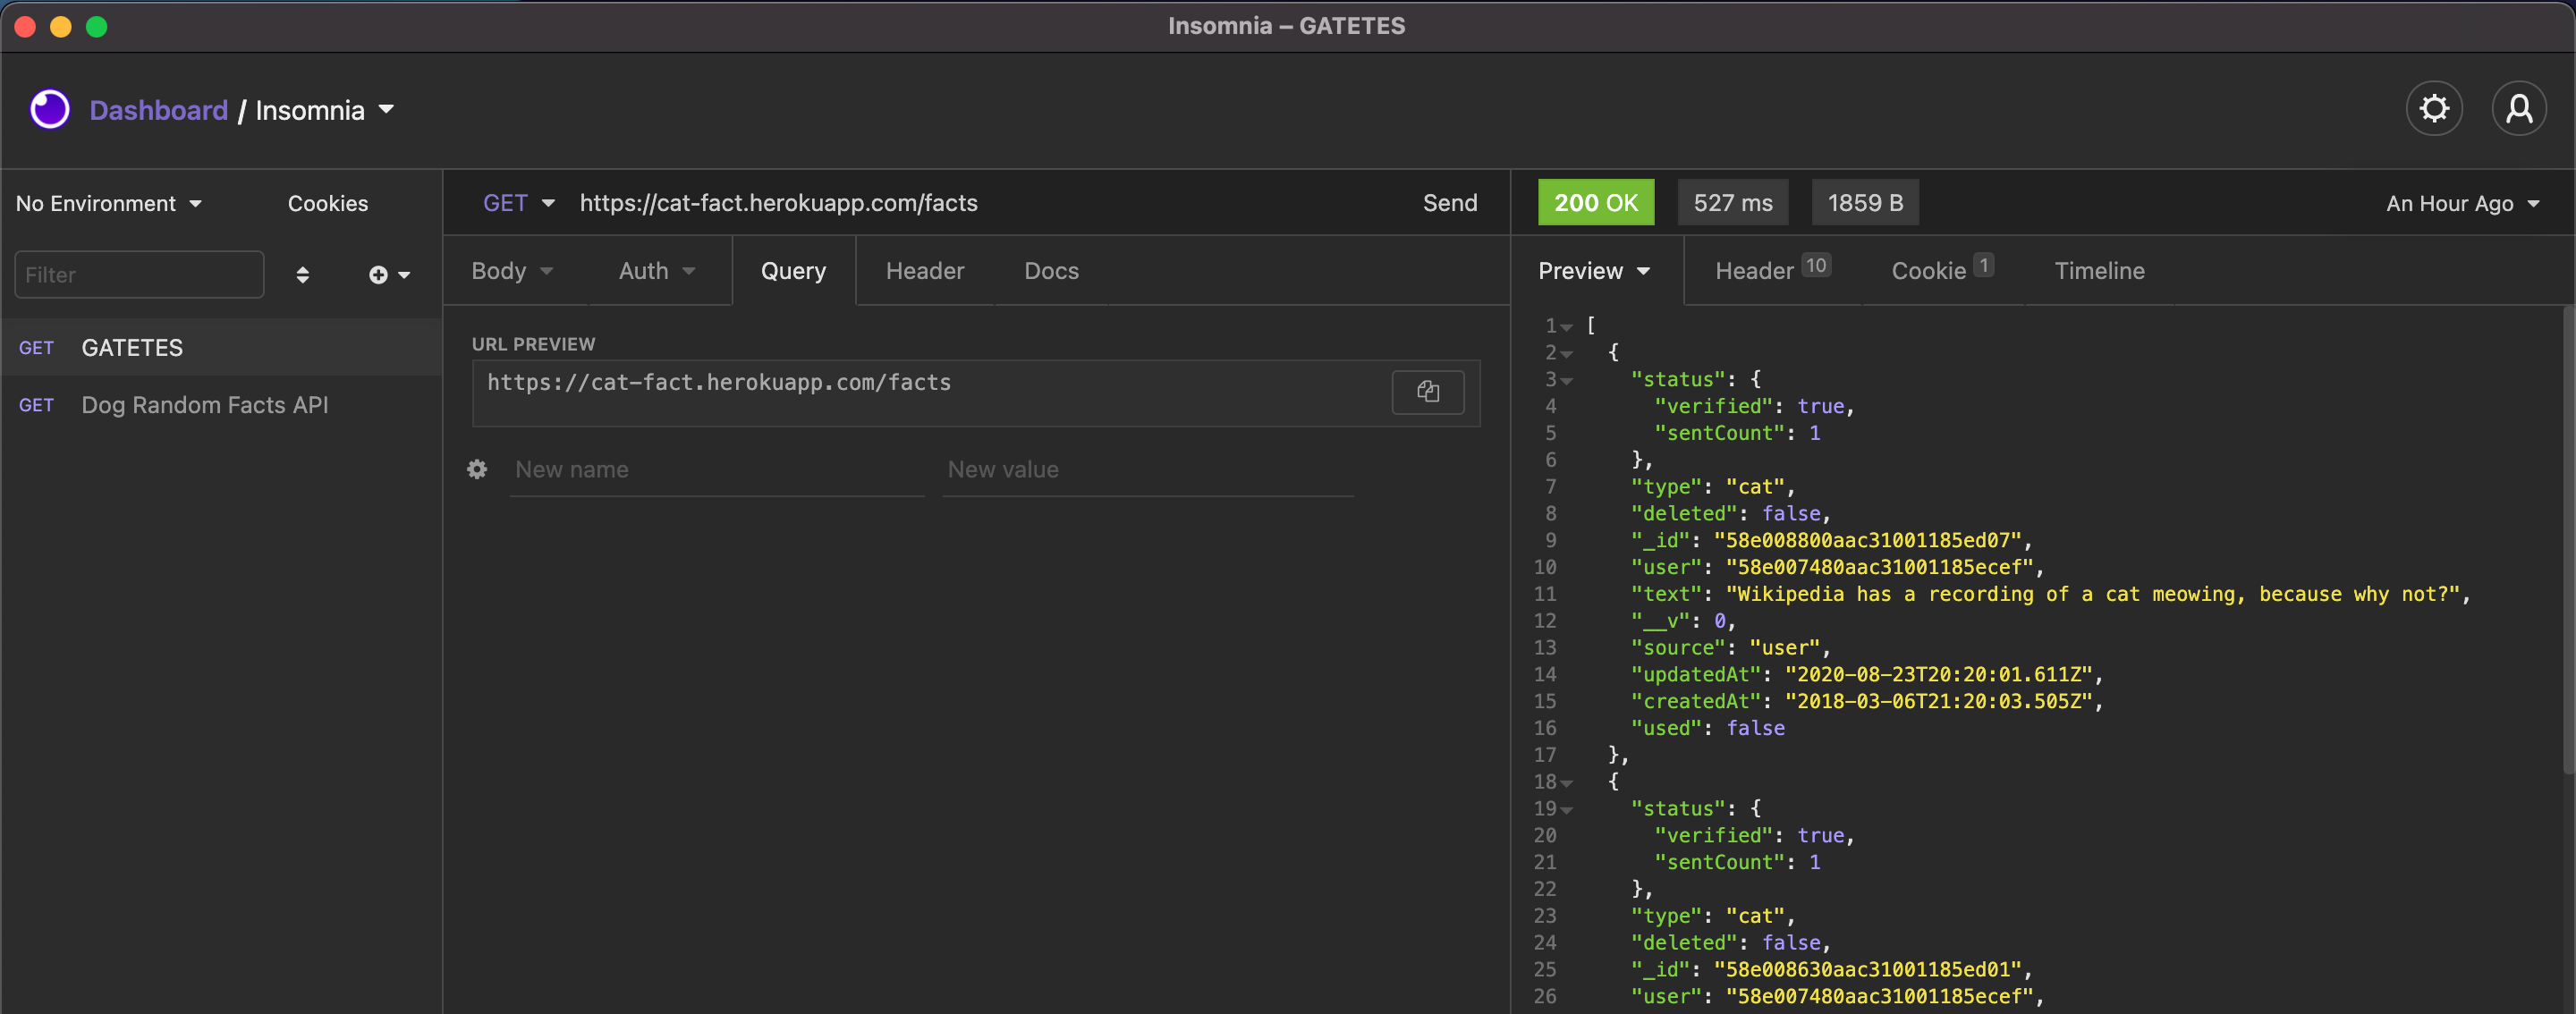 Insomnia – GATETES
Dashboard / Insomnia
No Environment
Cookies
Filter
GET GATETES
GET Dog Random Facts API
GET https://cat-fact.herokuapp.com/facts Send
Body Auth Query Header Docs
URL PREVIEW
https://cat-fact.herokuapp.com/facts
New name New value
200 OK 527 ms 1859 B An Hour Ago
Preview Header 10 Cookie 1 Timeline
1 [
2 {
3 "status": {
4 "verified": true,
5 "sentCount": 1
6 },
7 "type": "cat",
8 "deleted": false,
9 "_id": "58e008800aac31001185ed07",
10 "user": "58e007480aac31001185ecef",
11 "text": "Wikipedia has a recording of a cat meowing, because why not?",
12 "__v": 0,
13 "source": "user",
14 "updatedAt": "2020-08-23T20:20:01.611Z",
15 "createdAt": "2018-03-06T21:20:03.505Z",
16 "used": false
17 },
18 {
19 "status": {
20 "verified": true,
21 "sentCount": 1
22 },
23 "type": "cat",
24 "deleted": false,
25 "_id": "58e008630aac31001185ed01",
26 "user": "58e007480aac31001185ecef",